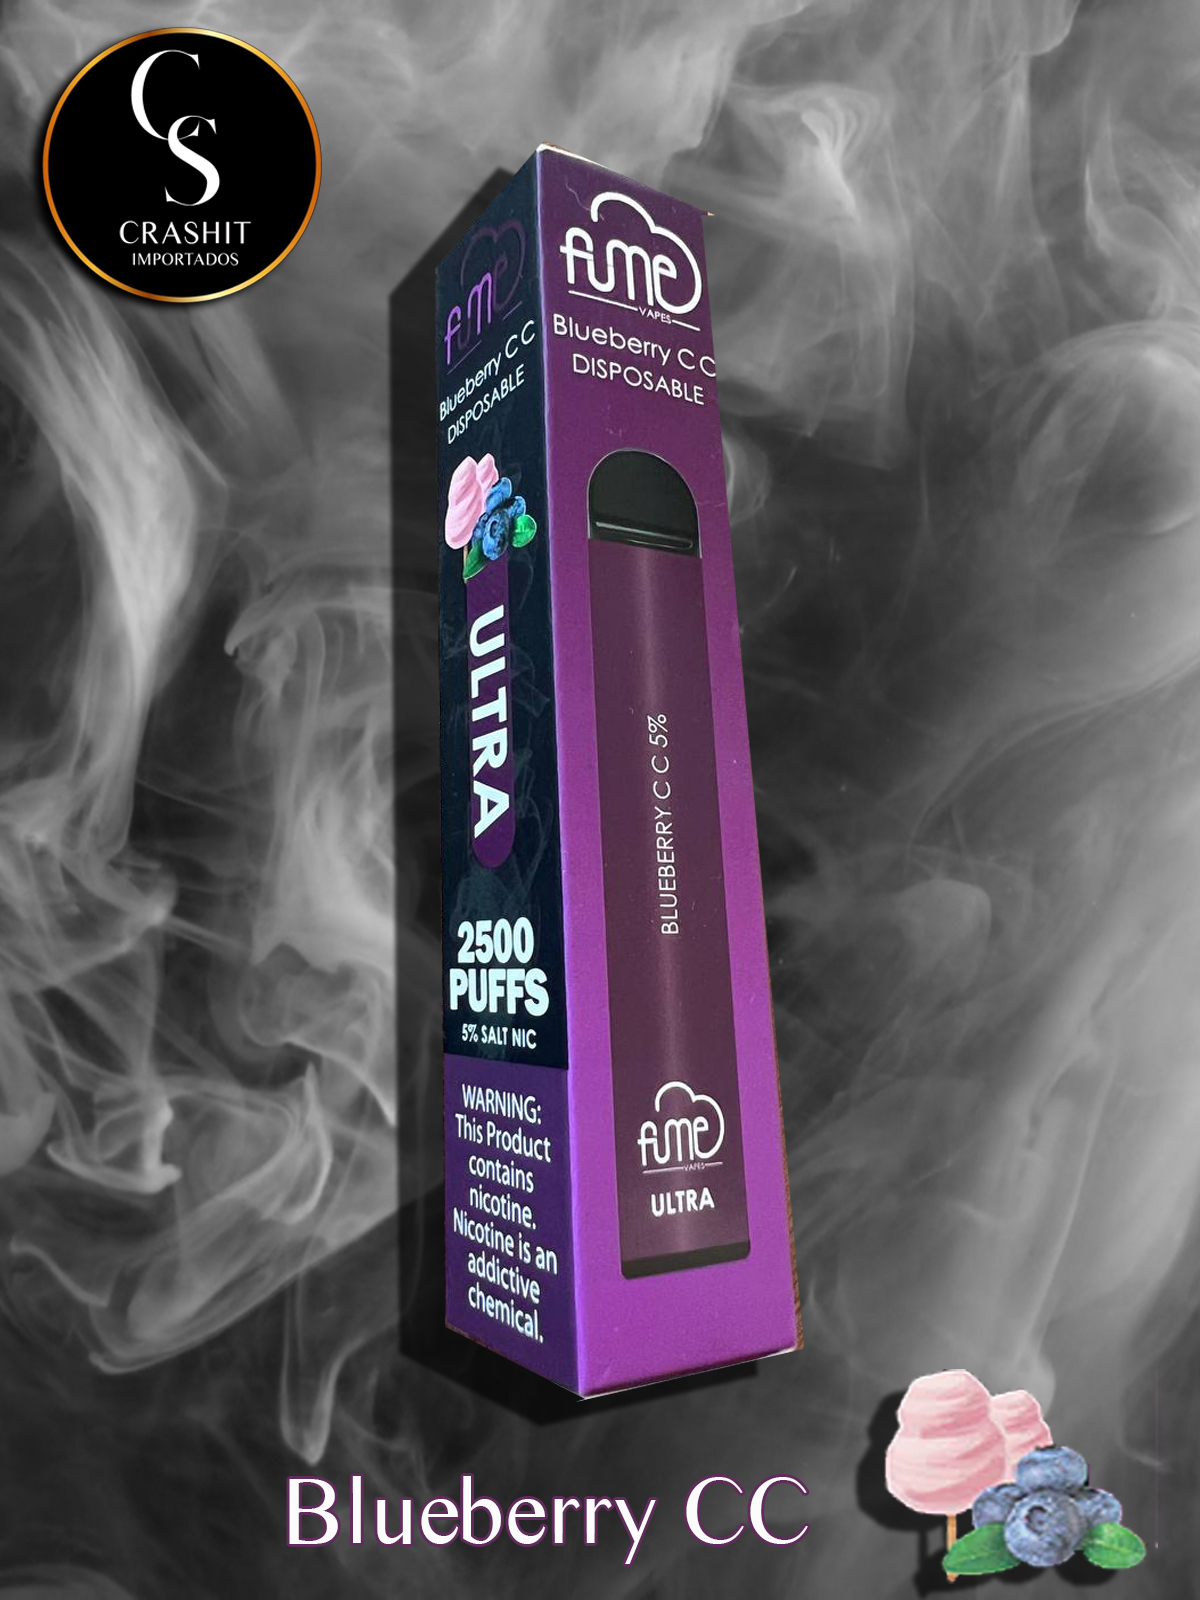 CS
CRASHIT
IMPORTADOS
fume
VAPES
Blueberry CC
DISPOSABLE
fume
Blueberry CC
DISPOSABLE
ULTRA
2500
PUFFS
5% SALT NIC
WARNING:
This Product
contains
nicotine.
Nicotine is an
addictive
chemical.
BLUEBERRY C C 5%
fume
VAPES
ULTRA
Blueberry CC